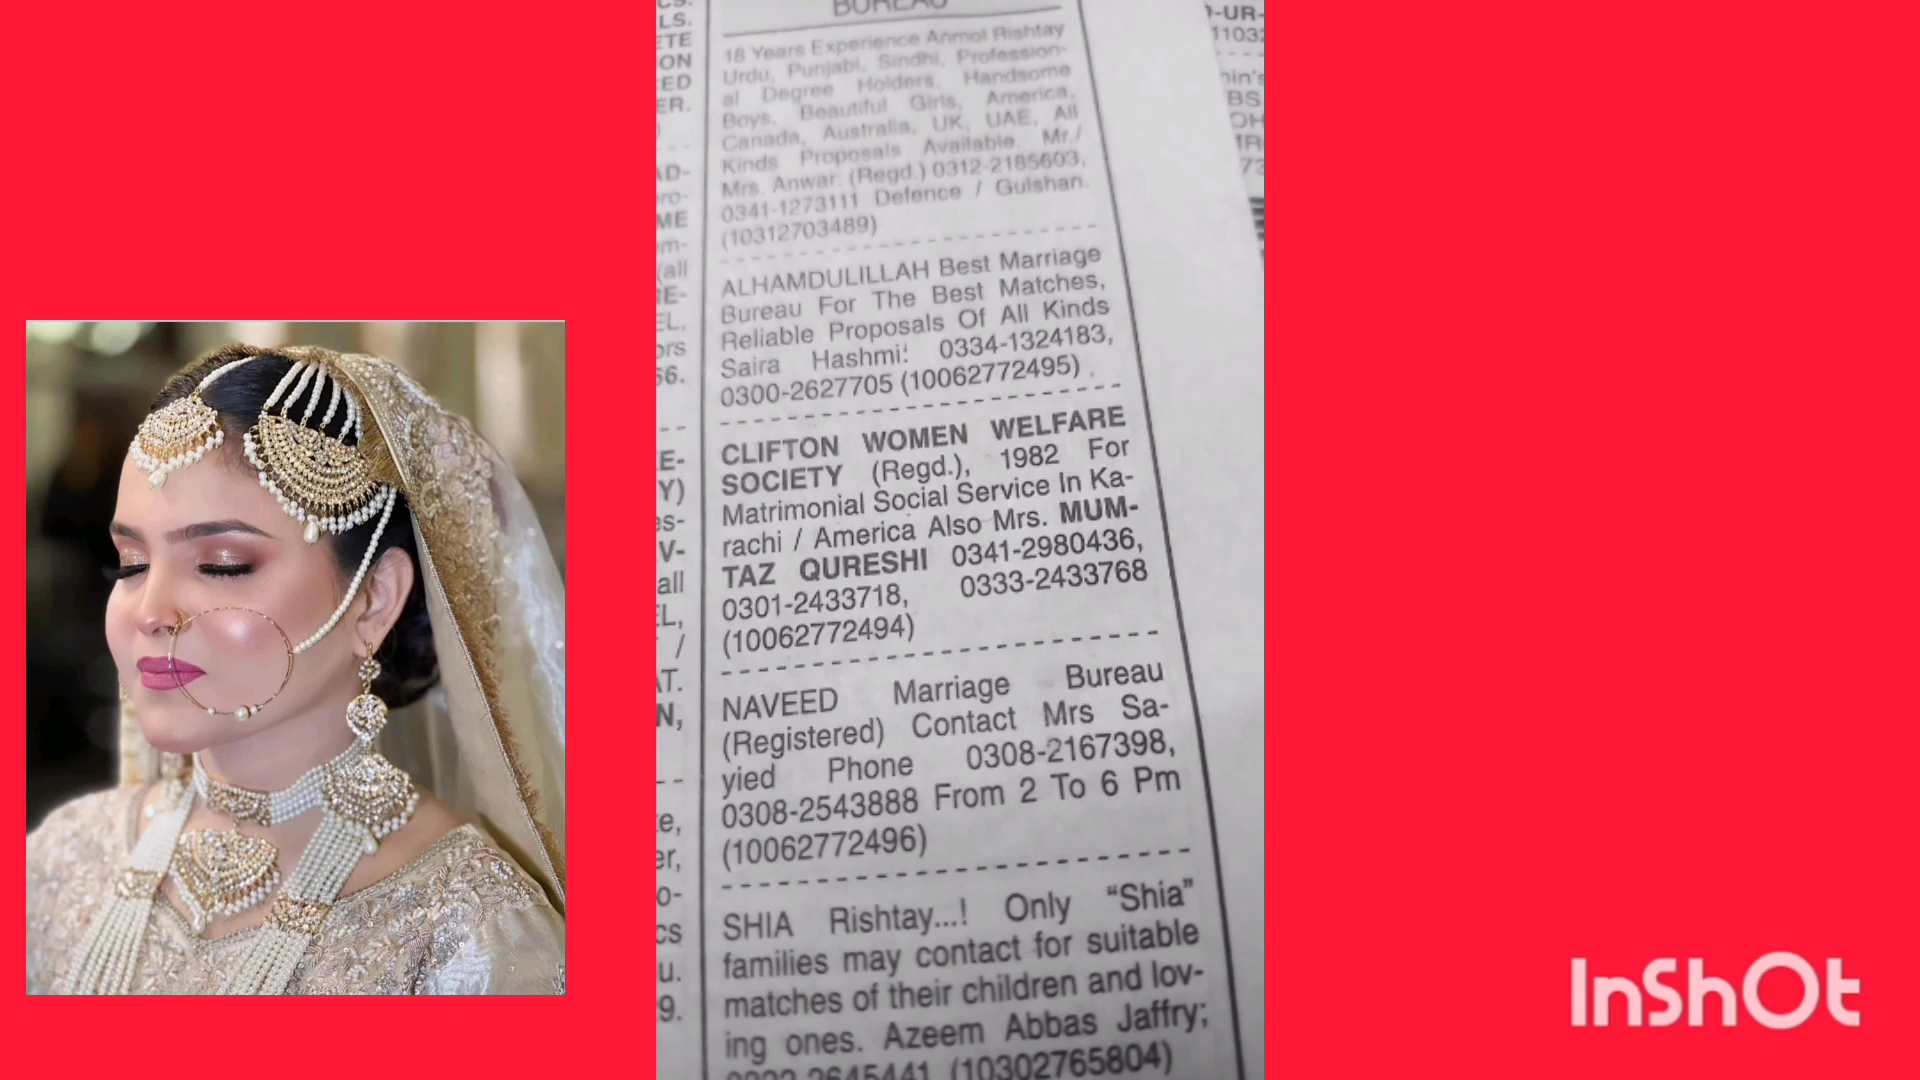 BUREAU
18 Years Experience Anmol Rishtay
Urdu, Punjabi, Sindhi, Profession-
al Degree Holders, Handsome
Boys, Beautiful Girls, America,
Canada, Australia, UK, UAE, All
Kinds Proposals Available. Mr./
Mrs. Anwar: (Regd.) 0312-2185603,
0341-1273111 Defence / Gulshan.
(10312703489)
ALHAMDULILLAH Best Marriage
Bureau For The Best Matches,
Reliable Proposals Of All Kinds
Saira Hashmi: 0334-1324183,
0300-2627705 (10062772495)
CLIFTON WOMEN WELFARE
SOCIETY (Regd.), 1982 For
Matrimonial Social Service In Ka-
rachi / America Also Mrs. MUM-
TAZ QURESHI 0341-2980436,
0301-2433718, 0333-2433768
(10062772494)
NAVEED Marriage Bureau
(Registered) Contact Mrs Sa-
yied Phone 0308-2167398,
0308-2543888 From 2 To 6 Pm
(10062772496)
SHIA Rishtay...! Only “Shia”
families may contact for suitable
matches of their children and lov-
ing ones. Azeem Abbas Jaffry;
(10302765804)
InShOt